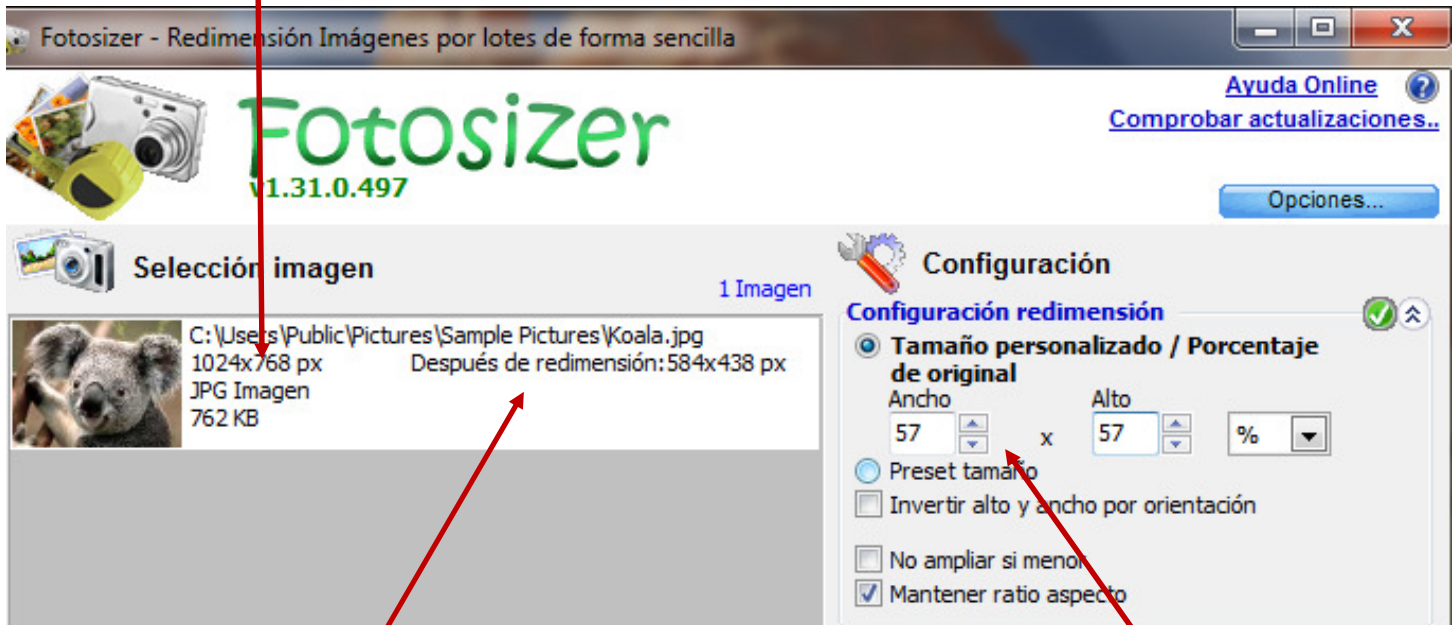 Fotosizer - Redimensión Imágenes por lotes de forma sencilla
Ayuda Online
Comprobar actualizaciones..
Fotosizer
v1.31.0.497
Opciones...
Selección imagen
1 Imagen
C:\Users\Public\Pictures\Sample Pictures\Koala.jpg
1024x768 px Después de redimensión:584x438 px
JPG Imagen
762 KB
Configuración
Configuración redimensión
Tamaño personalizado / Porcentaje
de original
Ancho Alto
57 x 57 %
Preset tamaño
Invertir alto y ancho por orientación
No ampliar si menor
Mantener ratio aspecto